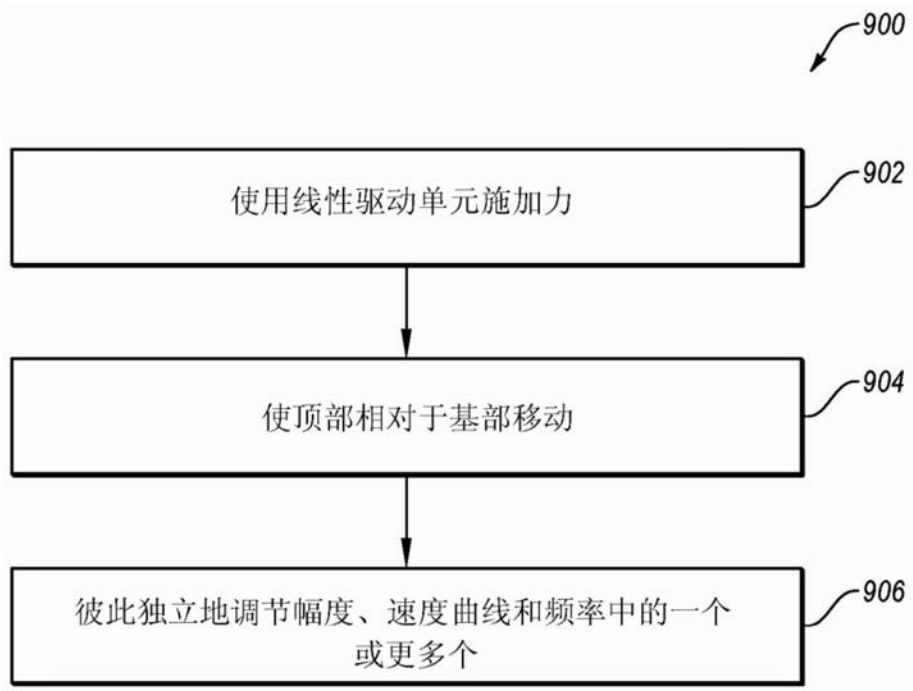 900
使用线性驱动单元施加力
902
使顶部相对于基部移动
904
彼此独立地调节幅度、速度曲线和频率中的一个
或更多个
906